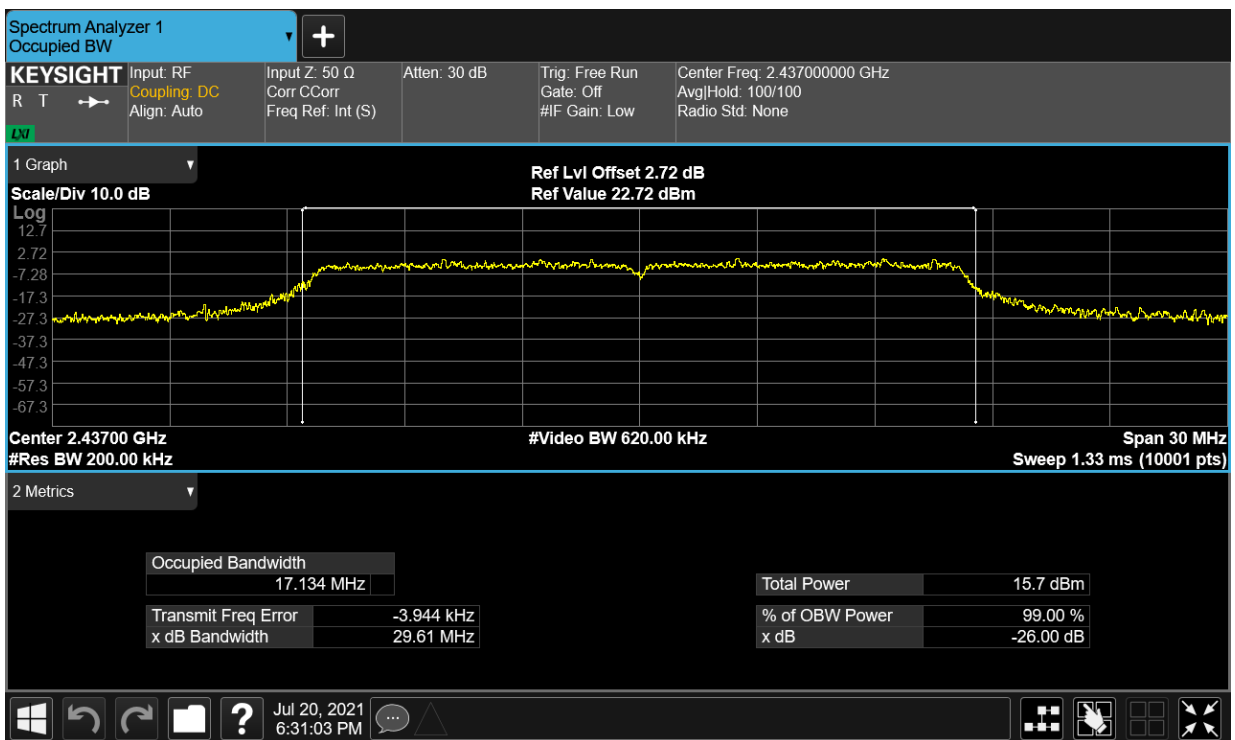 Spectrum Analyzer 1
Occupied BW
+
KEYSIGHT
R T
LXI
Input: RF
Coupling: DC
Align: Auto
Input Z: 50 Ω
Corr CCorr
Freq Ref: Int (S)
Atten: 30 dB
Trig: Free Run
Gate: Off
#IF Gain: Low
Center Freq: 2.437000000 GHz
Avg|Hold: 100/100
Radio Std: None
1 Graph
Ref Lvl Offset 2.72 dB
Scale/Div 10.0 dB
Ref Value 22.72 dBm
Log
12.7
2.72
-7.28
-17.3
-27.3
-37.3
-47.3
-57.3
-67.3
Center 2.43700 GHz
#Video BW 620.00 kHz
Span 30 MHz
#Res BW 200.00 kHz
Sweep 1.33 ms (10001 pts)
2 Metrics
Occupied Bandwidth
17.134 MHz
Total Power 15.7 dBm
Transmit Freq Error -3.944 kHz
% of OBW Power 99.00 %
x dB Bandwidth 29.61 MHz
x dB -26.00 dB
?
Jul 20, 2021
6:31:03 PM